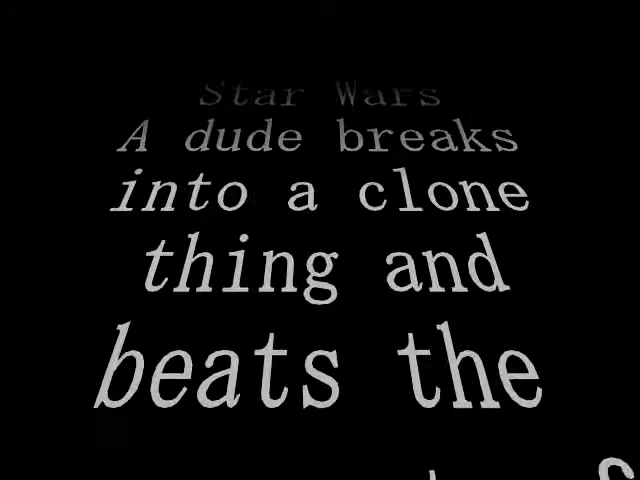 Star Wars
A dude breaks
into a clone
thing and
beats the